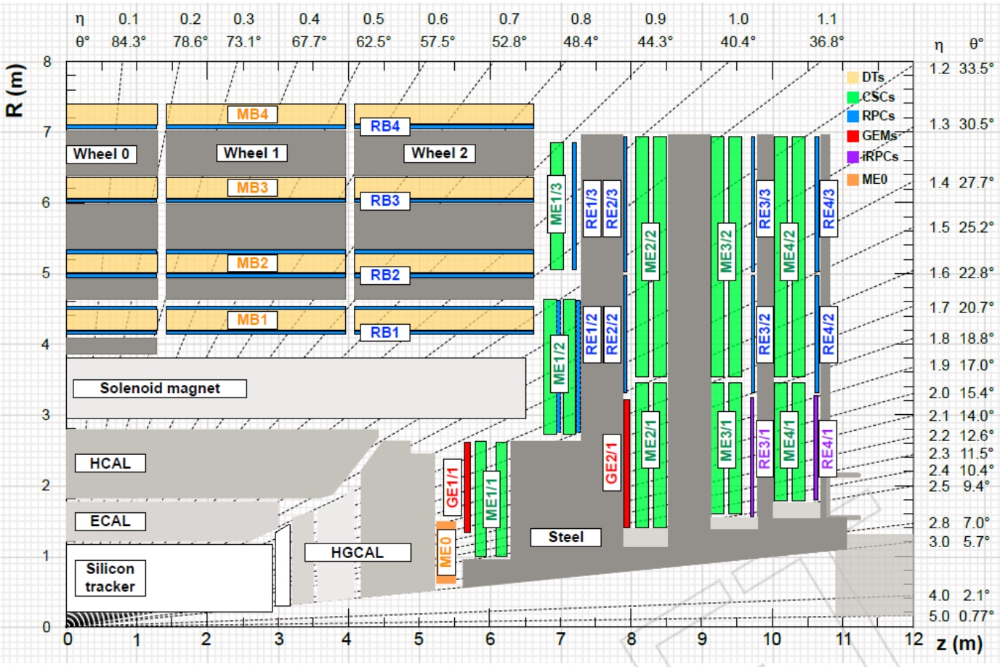 η 0.1 0.2 0.3 0.4 0.5 0.6 0.7 0.8 0.9 1.0 1.1
θ° 84.3° 78.6° 73.1° 67.7° 62.5° 57.5° 52.8° 48.4° 44.3° 40.4° 36.8° η θ°
R (m)
8
7
6
5
4
3
2
1
0
1.2 33.5°
1.3 30.5°
1.4 27.7°
1.5 25.2°
1.6 22.8°
1.7 20.7°
1.8 18.8°
1.9 17.0°
2.0 15.4°
2.1 14.0°
2.2 12.6°
2.3 11.5°
2.4 10.4°
2.5 9.4°
2.8 7.0°
3.0 5.7°
4.0 2.1°
5.0 0.77°
DTs
CSCs
RPCs
GEMs
iRPCs
ME0
MB4
RB4
Wheel 0 Wheel 1 Wheel 2
MB3
RB3
MB2
RB2
MB1
RB1
Solenoid magnet
HCAL
ECAL
Silicon
tracker
HGCAL
Steel
ME1/3
RE1/3
RE2/3
ME2/2
ME3/2
RE3/3
ME4/2
RE4/3
ME1/2
RE1/2
RE2/2
RE3/2
RE4/2
GE1/1
ME1/1
ME0
GE2/1
ME2/1
ME3/1
RE3/1
ME4/1
RE4/1
0 1 2 3 4 5 6 7 8 9 10 11 12 z (m)